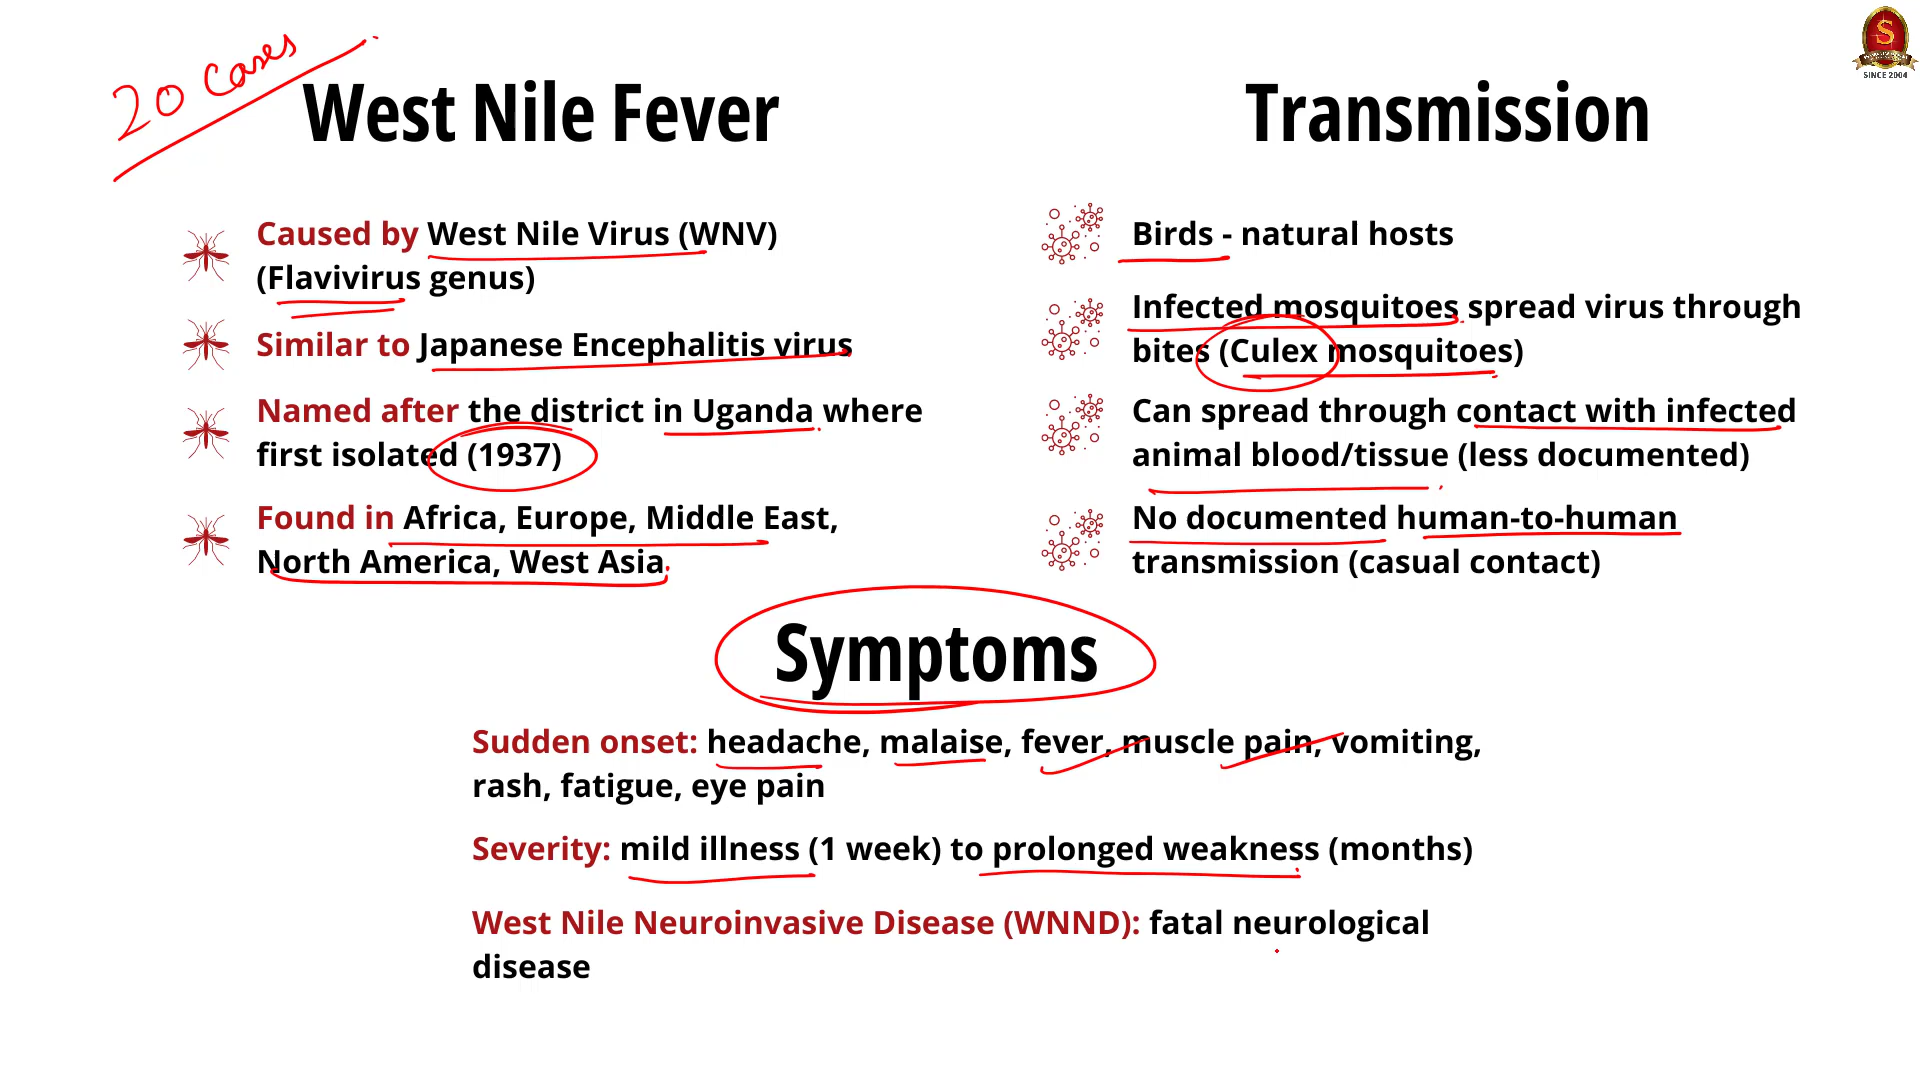 20 Cases
West Nile Fever
Caused by West Nile Virus (WNV)
(Flavivirus genus)
Similar to Japanese Encephalitis virus
Named after the district in Uganda where
first isolated (1937)
Found in Africa, Europe, Middle East,
North America, West Asia
Transmission
Birds - natural hosts
Infected mosquitoes spread virus through
bites (Culex mosquitoes)
Can spread through contact with infected
animal blood/tissue (less documented)
No documented human-to-human
transmission (casual contact)
Symptoms
Sudden onset: headache, malaise, fever, muscle pain, vomiting,
rash, fatigue, eye pain
Severity: mild illness (1 week) to prolonged weakness (months)
West Nile Neuroinvasive Disease (WNND): fatal neurological
disease
S
SINCE 2004